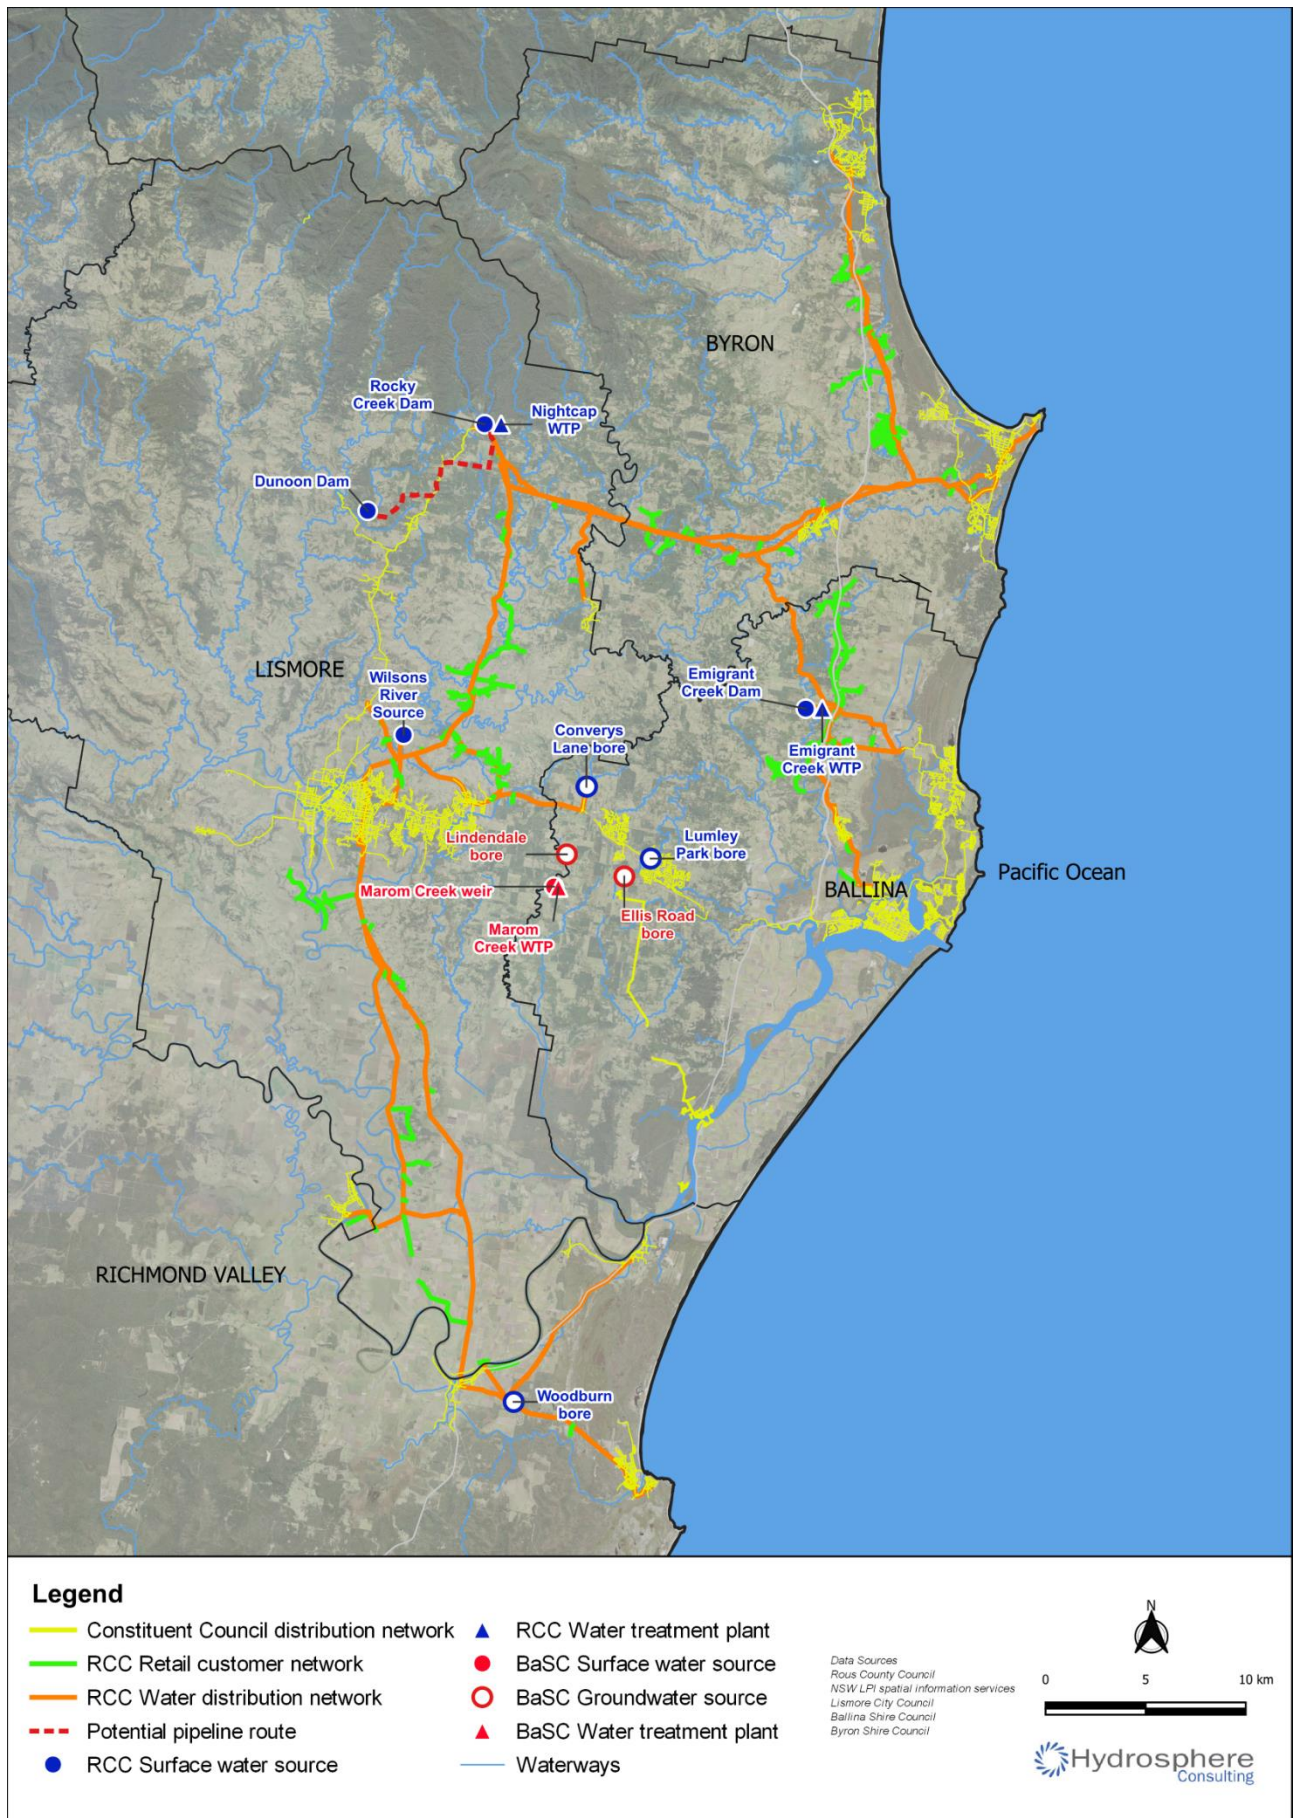 BYRON
Rocky
Creek Dam
Nightcap
WTP
Dunoon Dam
LISMORE
Wilsons
River
Source
Emigrant
Creek Dam
Converys
Lane bore
Emigrant
Creek WTP
Lindendale
bore
Lumley
Park bore
Marom Creek weir
BALLINA
Pacific Ocean
Ellis Road
bore
Marom
Creek WTP
RICHMOND VALLEY
Woodburn
bore
Legend
Constituent Council distribution network
RCC Retail customer network
RCC Water distribution network
Potential pipeline route
RCC Surface water source
RCC Water treatment plant
BaSC Surface water source
BaSC Groundwater source
BaSC Water treatment plant
Waterways
Data Sources
Rous County Council
NSW LPI spatial information services
Lismore City Council
Ballina Shire Council
Byron Shire Council
N
0 5 10 km
Hydrosphere
Consulting